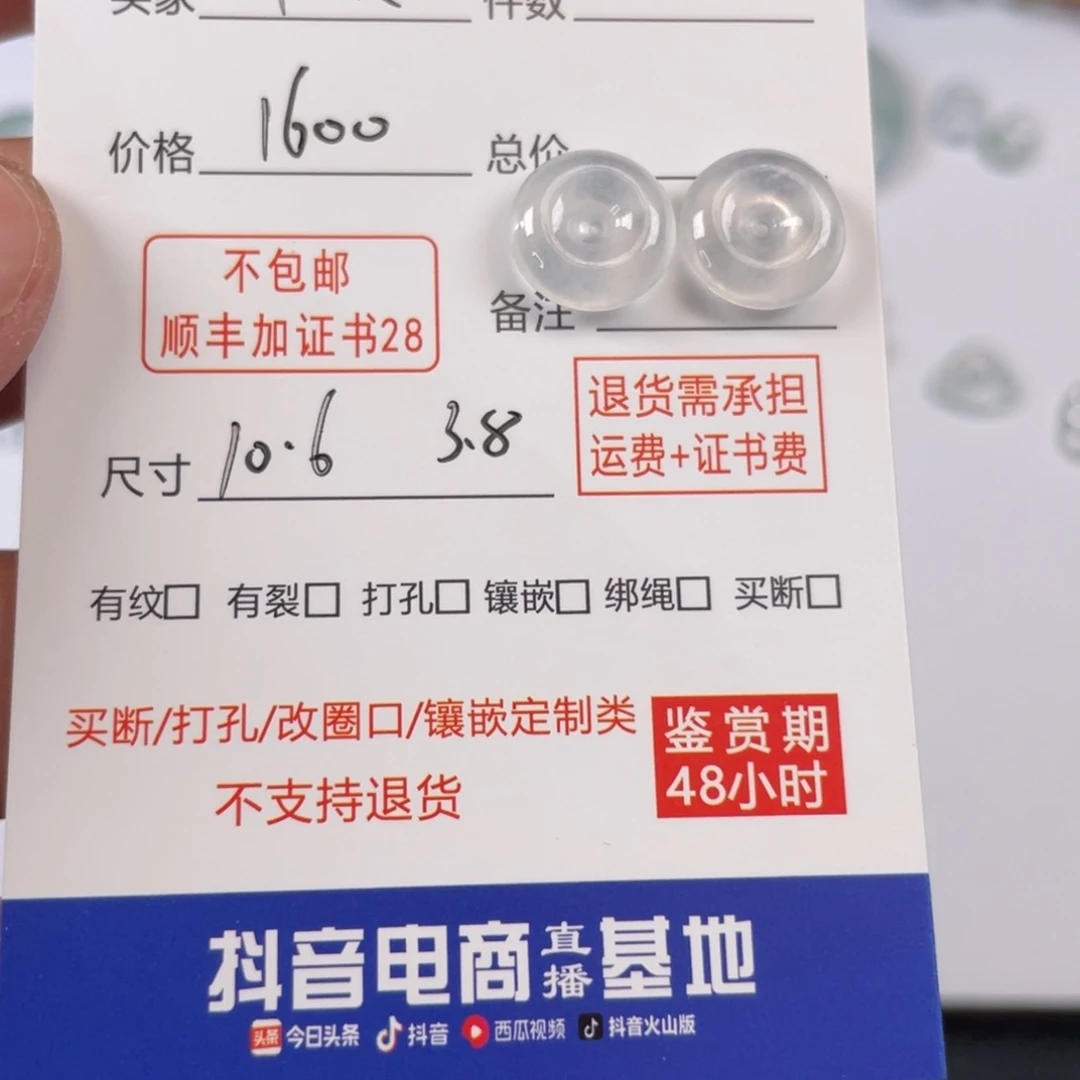 件数
价格 1600 总价
不包邮
顺丰加证书28
备注
退货需承担
运费+证书费
尺寸 10.6 3.8
有纹□ 有裂□ 打孔□ 镶嵌□ 绑绳□ 买断□
买断/打孔/改圈口/镶嵌定制类
不支持退货
鉴赏期
48小时
抖音电商直播基地
头条 今日头条 抖音 西瓜视频 抖音火山版